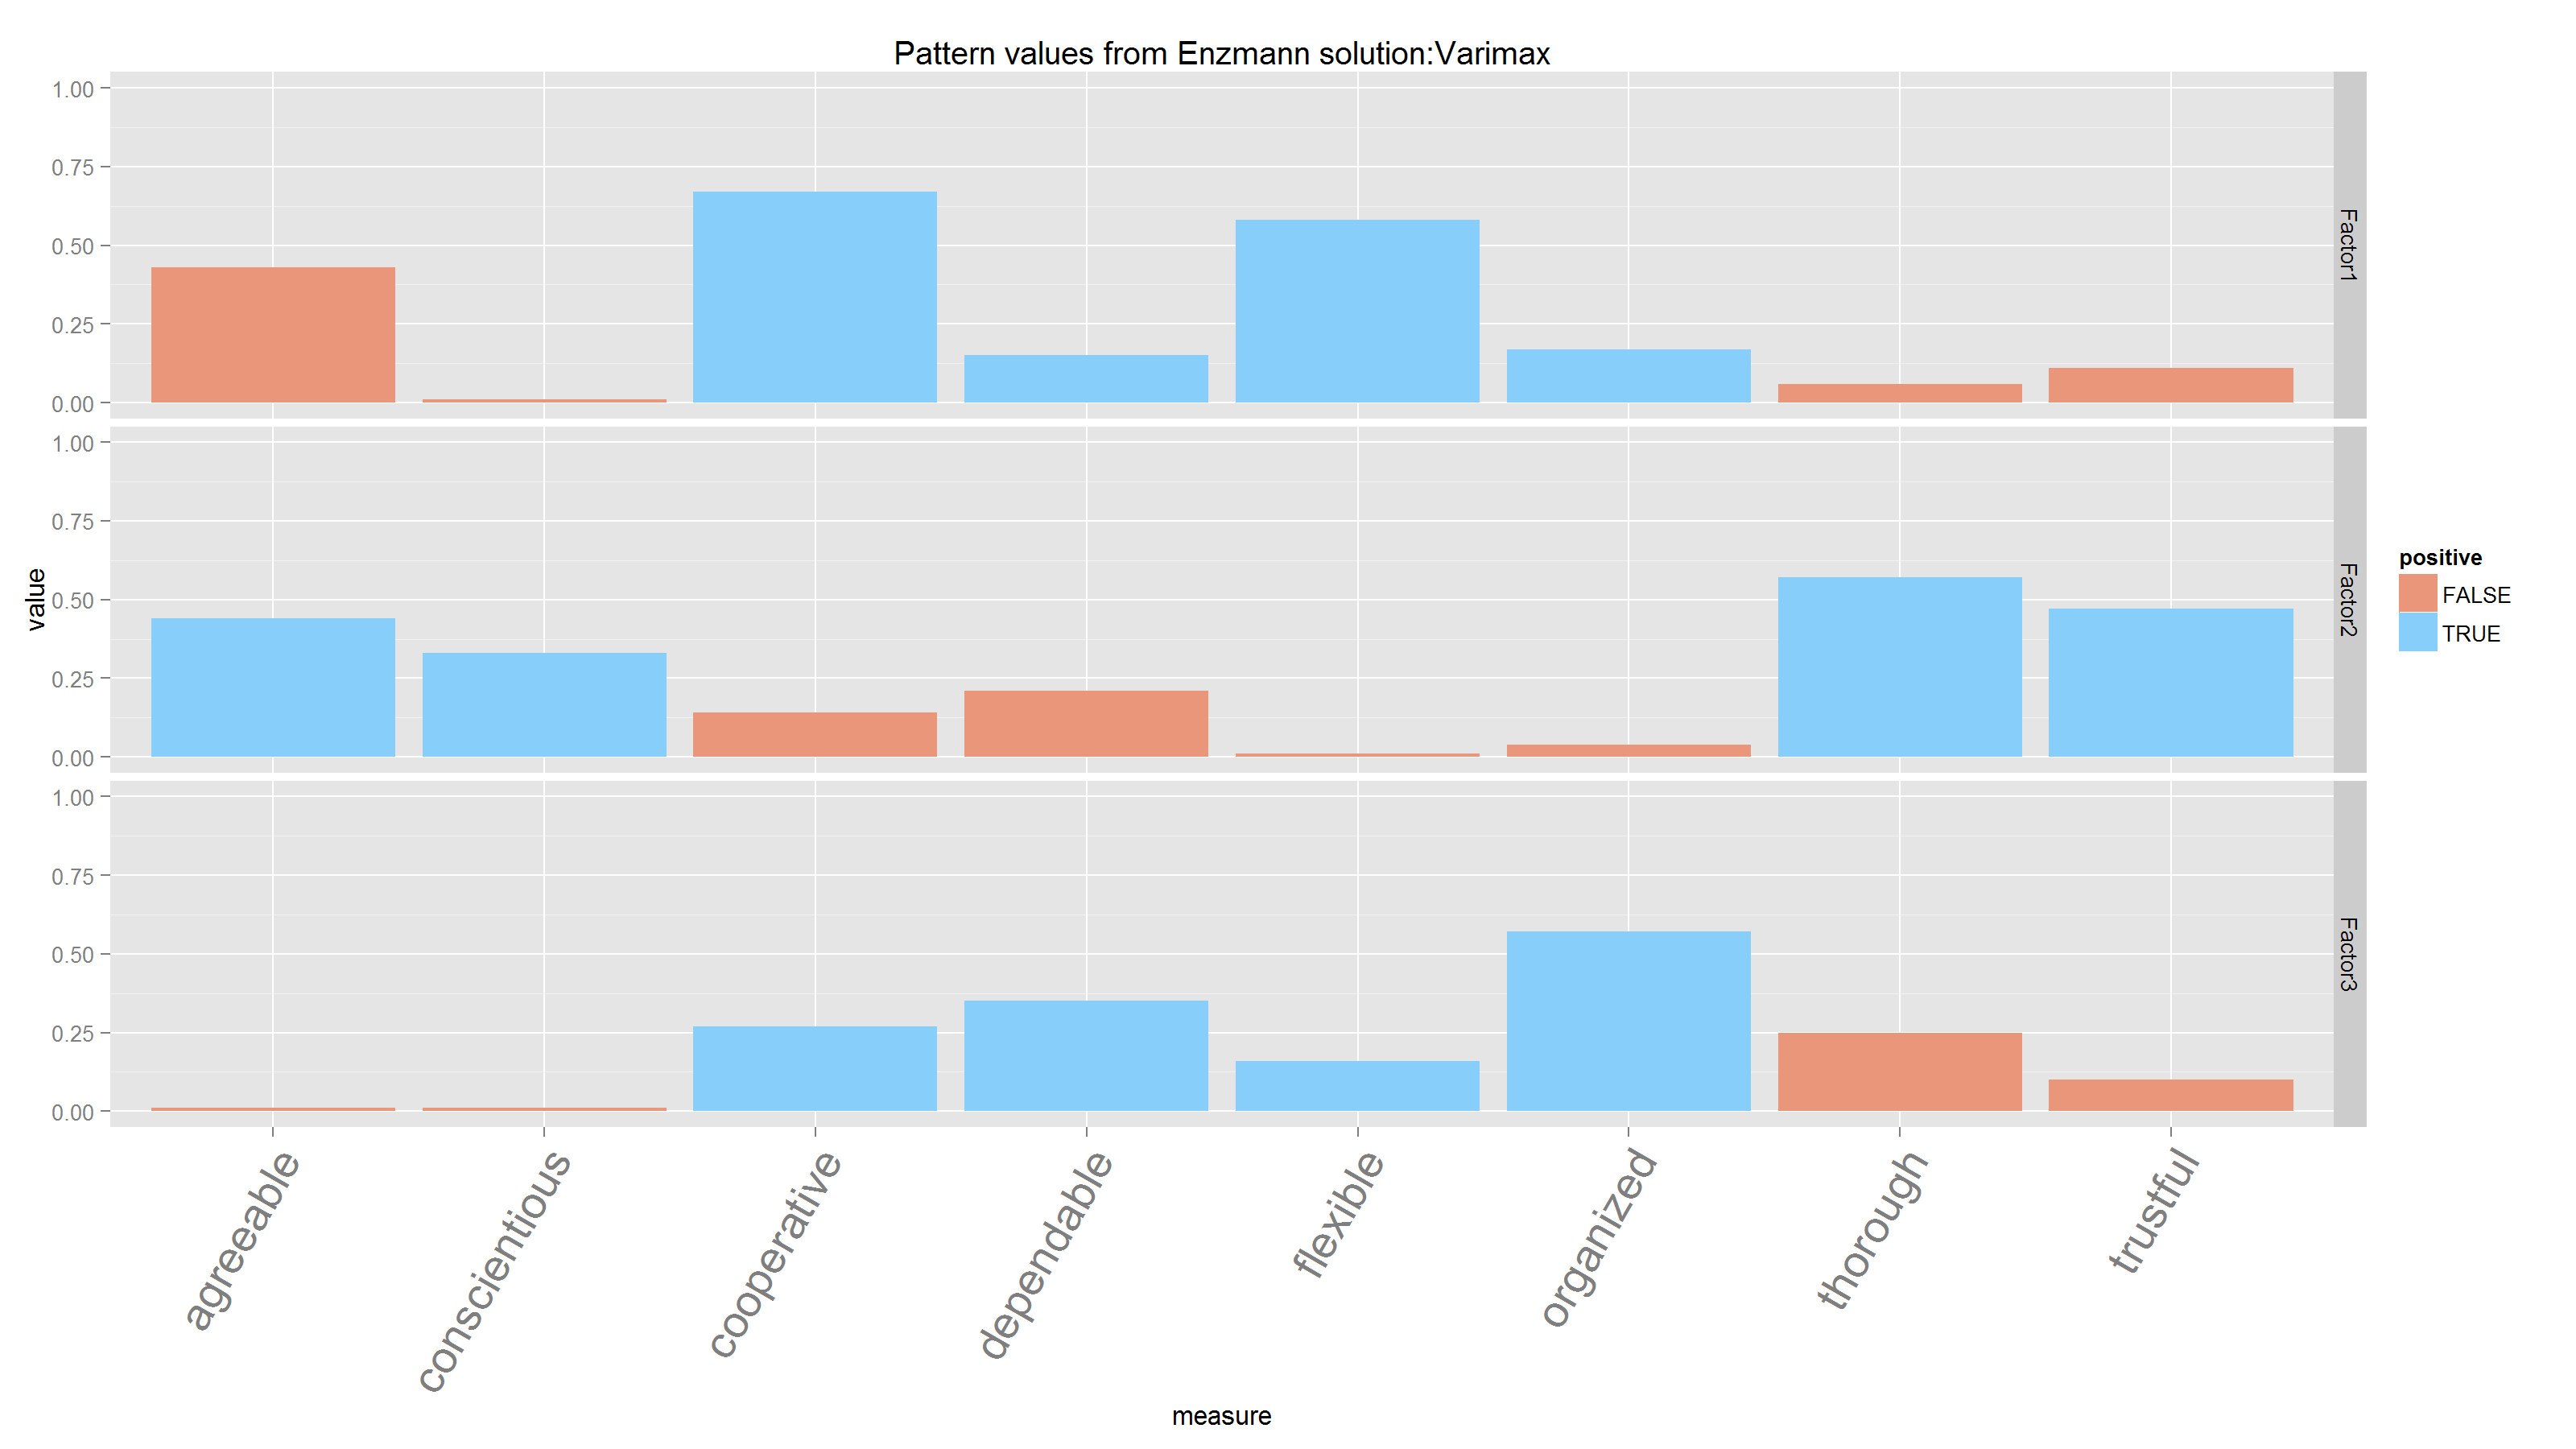 Pattern values from Enzmann solution:Varimax
1.00
0.75
0.50
0.25
0.00
Factor1
1.00
0.75
0.50
0.25
0.00
Factor2
1.00
0.75
0.50
0.25
0.00
Factor3
value
agreeable
conscientious
cooperative
dependable
flexible
organized
thorough
trustful
measure
positive
FALSE
TRUE